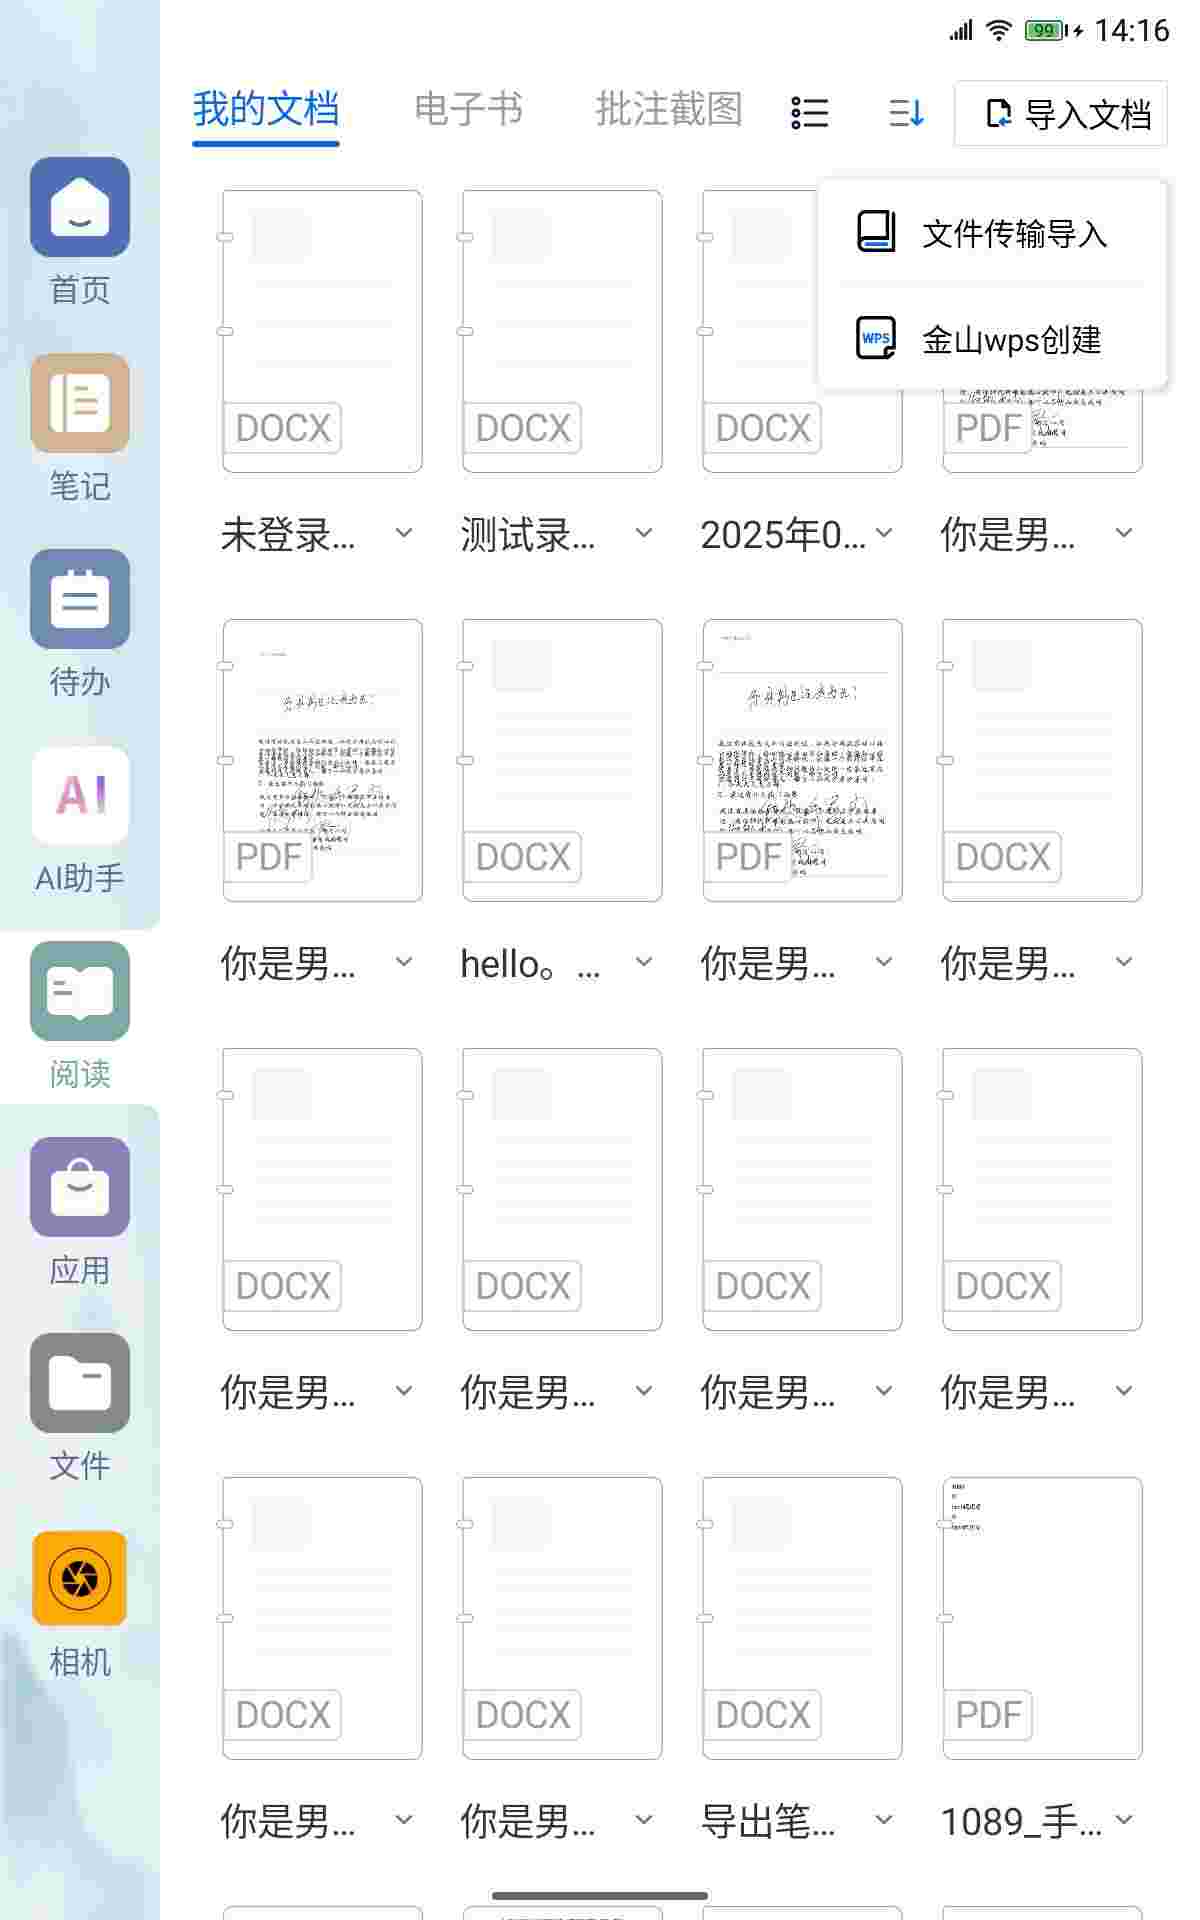 99 14:16
我的文档 电子书 批注截图 导入文档
文件传输导入
WPS 金山wps创建
首页
笔记
待办
AI
AI助手
阅读
应用
文件
相机
DOCX DOCX DOCX PDF
未登录... 测试录... 2025年0... 你是男...
PDF DOCX PDF DOCX
你是男... hello。... 你是男... 你是男...
DOCX DOCX DOCX DOCX
你是男... 你是男... 你是男... 你是男...
DOCX DOCX DOCX PDF
你是男... 你是男... 导出笔... 1089_手...